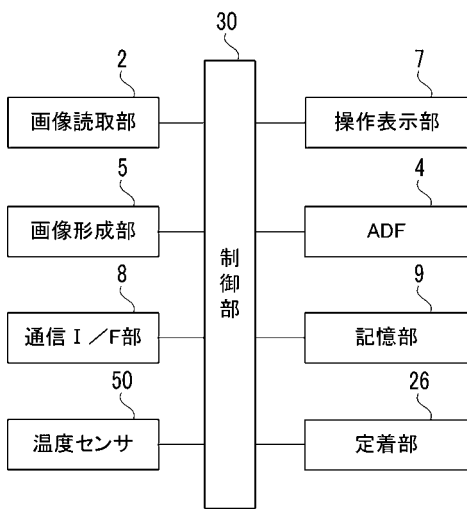 30
2
画像読取部
7
操作表示部
5
画像形成部
4
ADF
制御部
8
通信Ⅰ／F部
9
記憶部
50
温度センサ
26
定着部